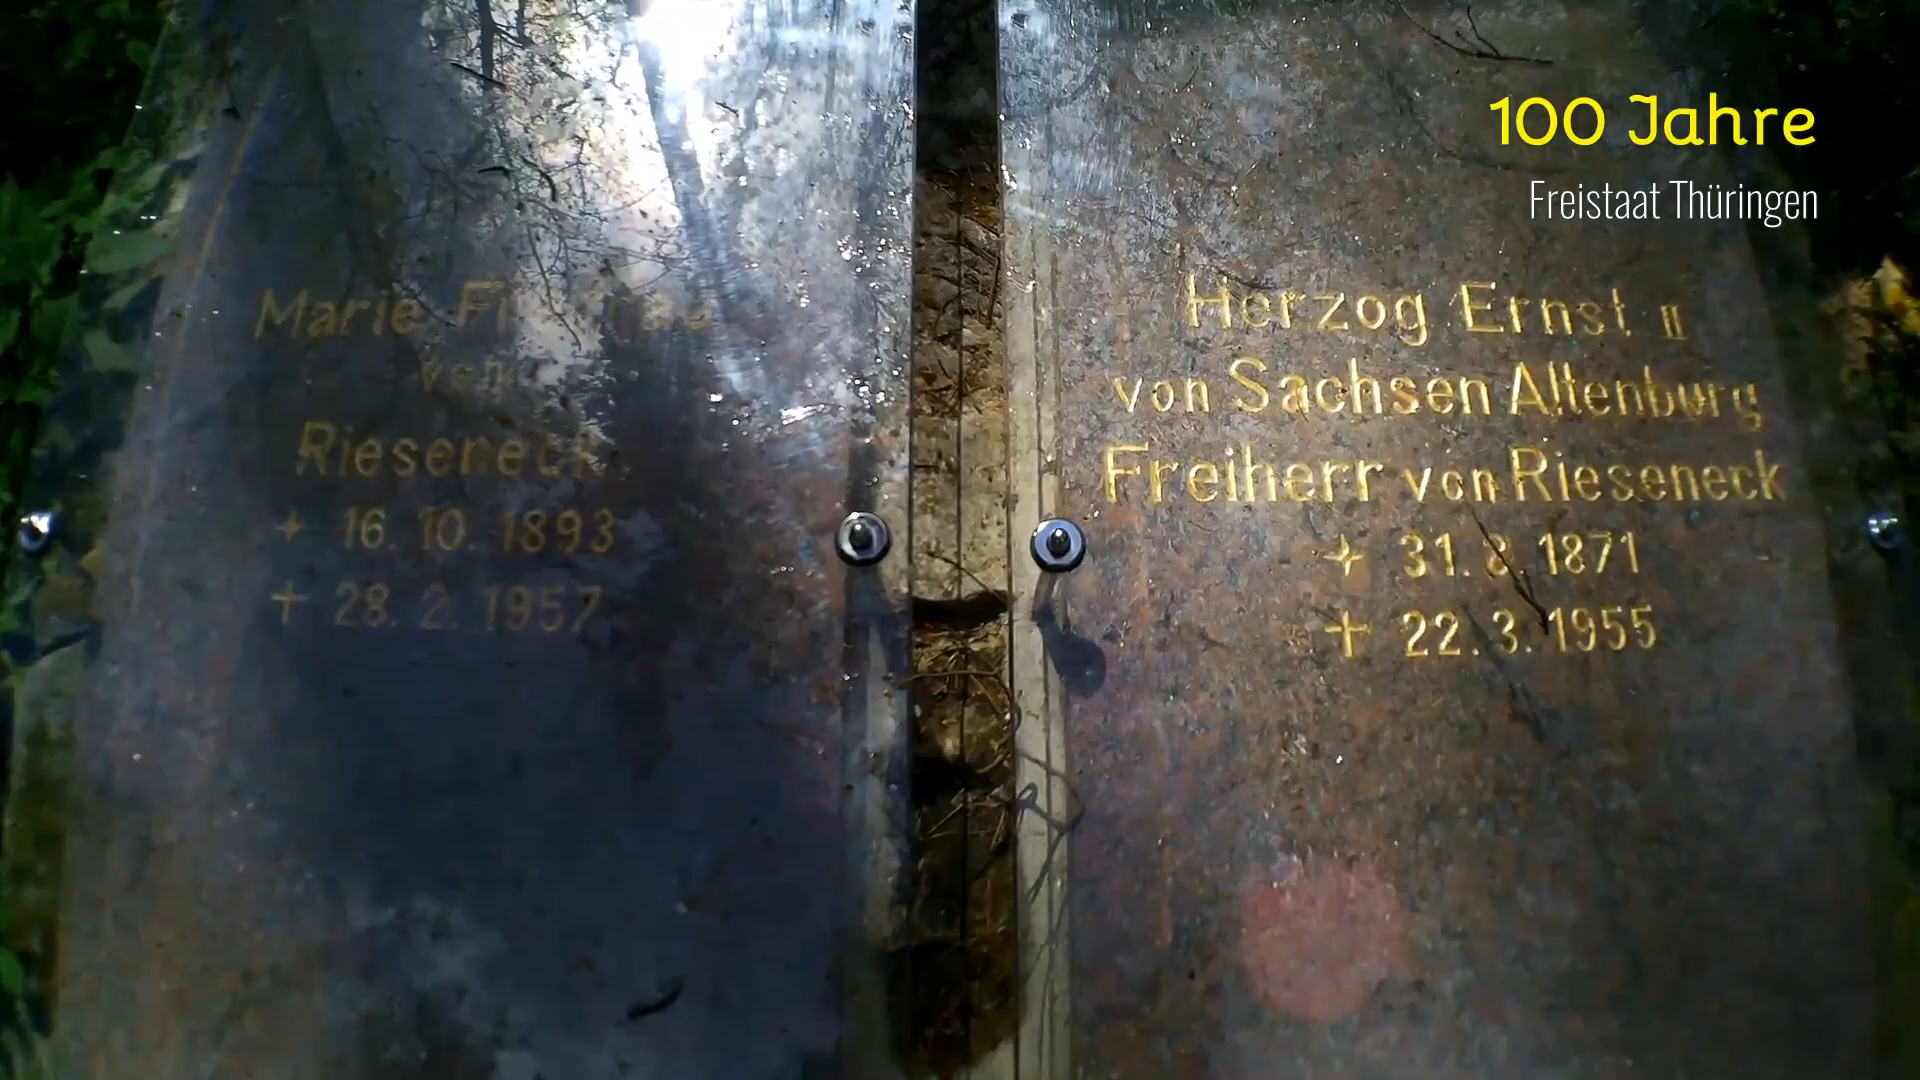 100 Jahre
Freistaat Thüringen
Marie
von
Rieseneck
16. 10. 1893
† 28. 2. 1957
Herzog Ernst II
von Sachsen Altenburg
Freiherr von Rieseneck
31. 8. 1871
† 22. 3. 1955